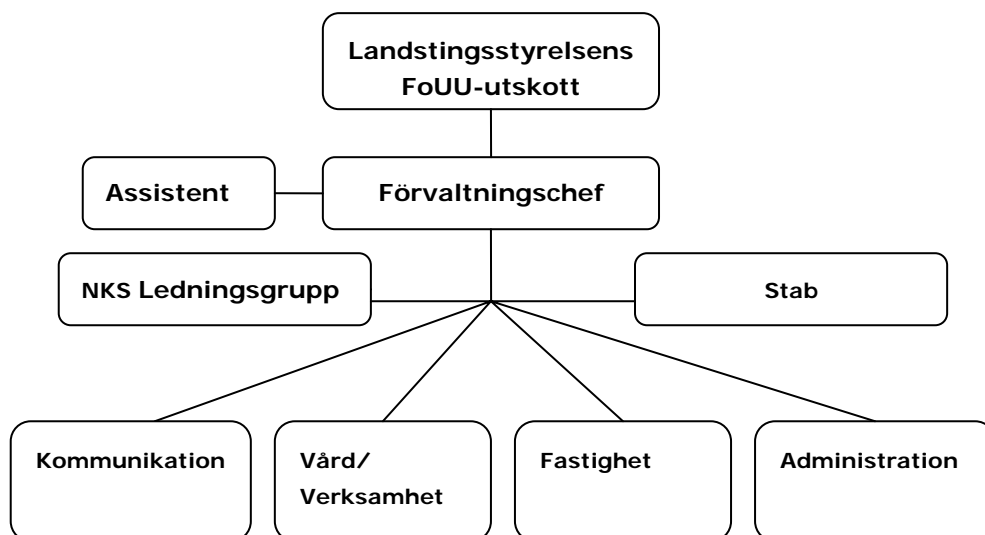 Landstingsstyrelsens
FoUU-utskott
Assistent
Förvaltningschef
NKS Ledningsgrupp
Stab
Kommunikation
Vård/
Verksamhet
Fastighet
Administration